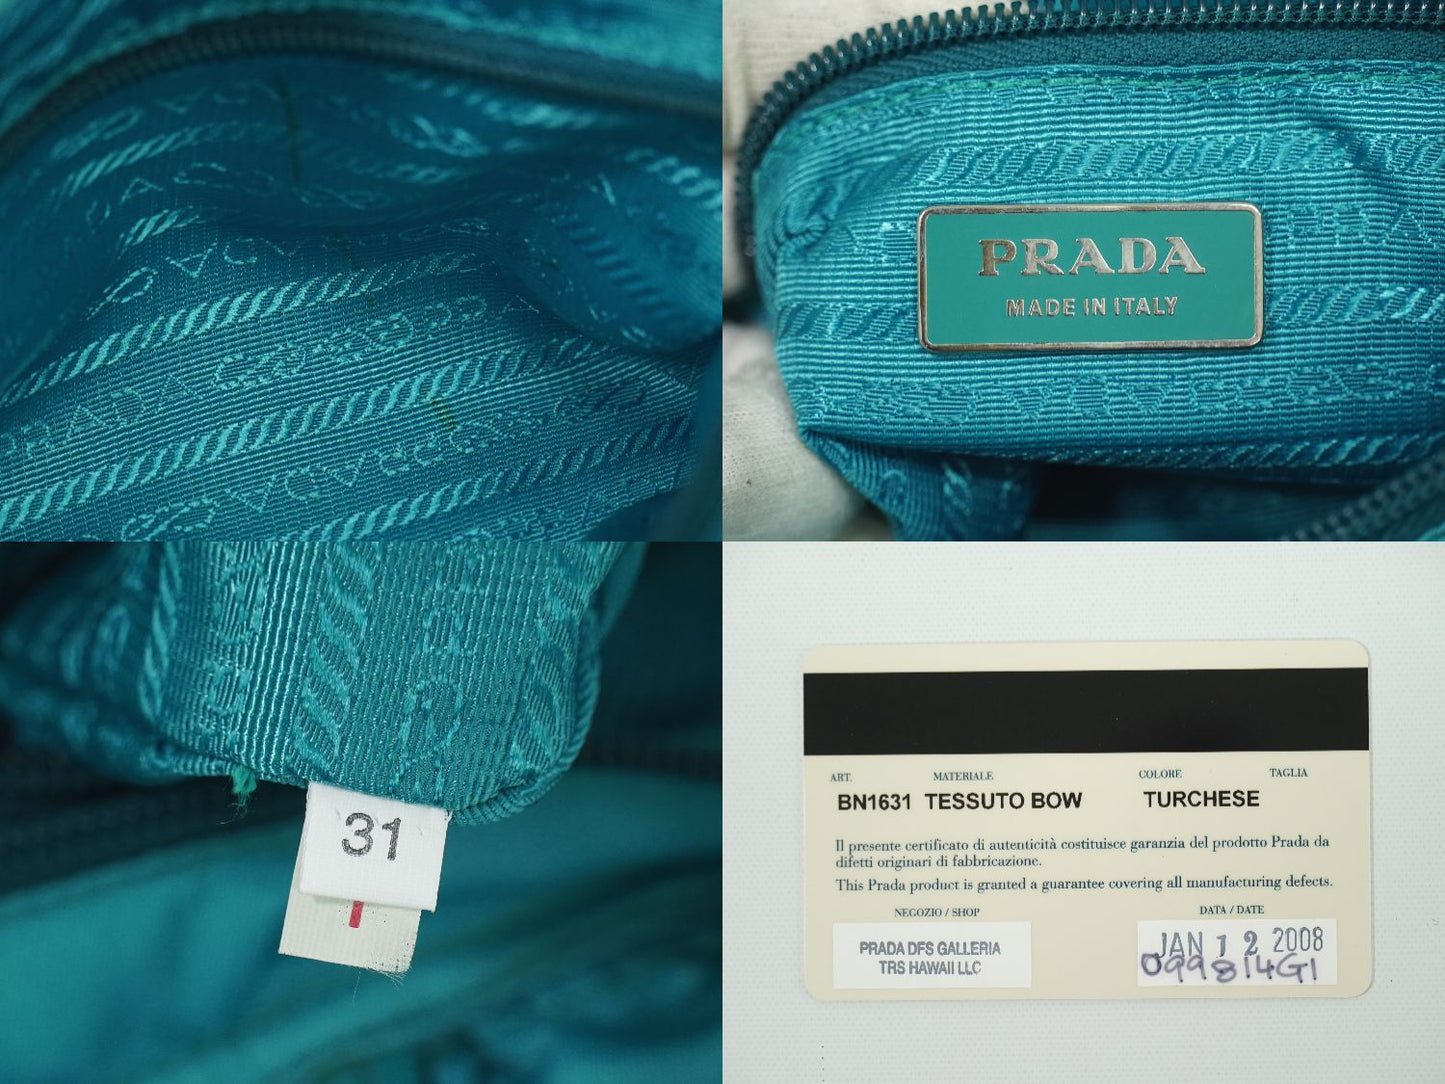 PRADA
PRADA
MADE IN ITALY
31
ART.
MATERIALE
COLORE
TAGLIA
BN1631 TESSUTO BOW
TURCHESE
Il presente certificato di autenticità costituisce garanzia del prodotto Prada da
difetti originari di fabbricazione.
This Prada product is granted a guarantee covering all manufacturing defects.
NEGOZIO / SHOP
DATA / DATE
PRADA DFS GALLERIA
TRS HAWAII LLC
JAN 12 2008
099814G1